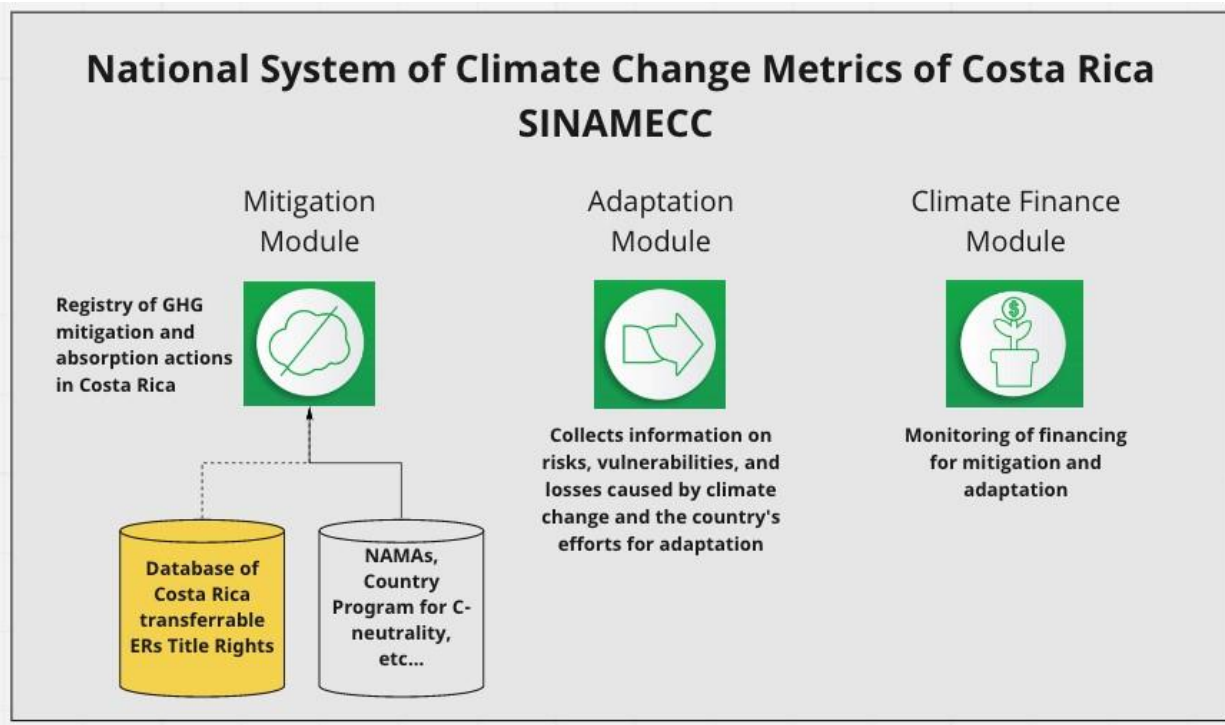 National System of Climate Change Metrics of Costa Rica
SINAMECC
Mitigation
Module
Registry of GHG
mitigation and
absorption actions
in Costa Rica
Database of
Costa Rica
transferrable
ERs Title Rights
NAMAs,
Country
Program for C-
neutrality,
etc...
Adaptation
Module
Collects information on
risks, vulnerabilities, and
losses caused by climate
change and the country's
efforts for adaptation
Climate Finance
Module
$
Monitoring of financing
for mitigation and
adaptation